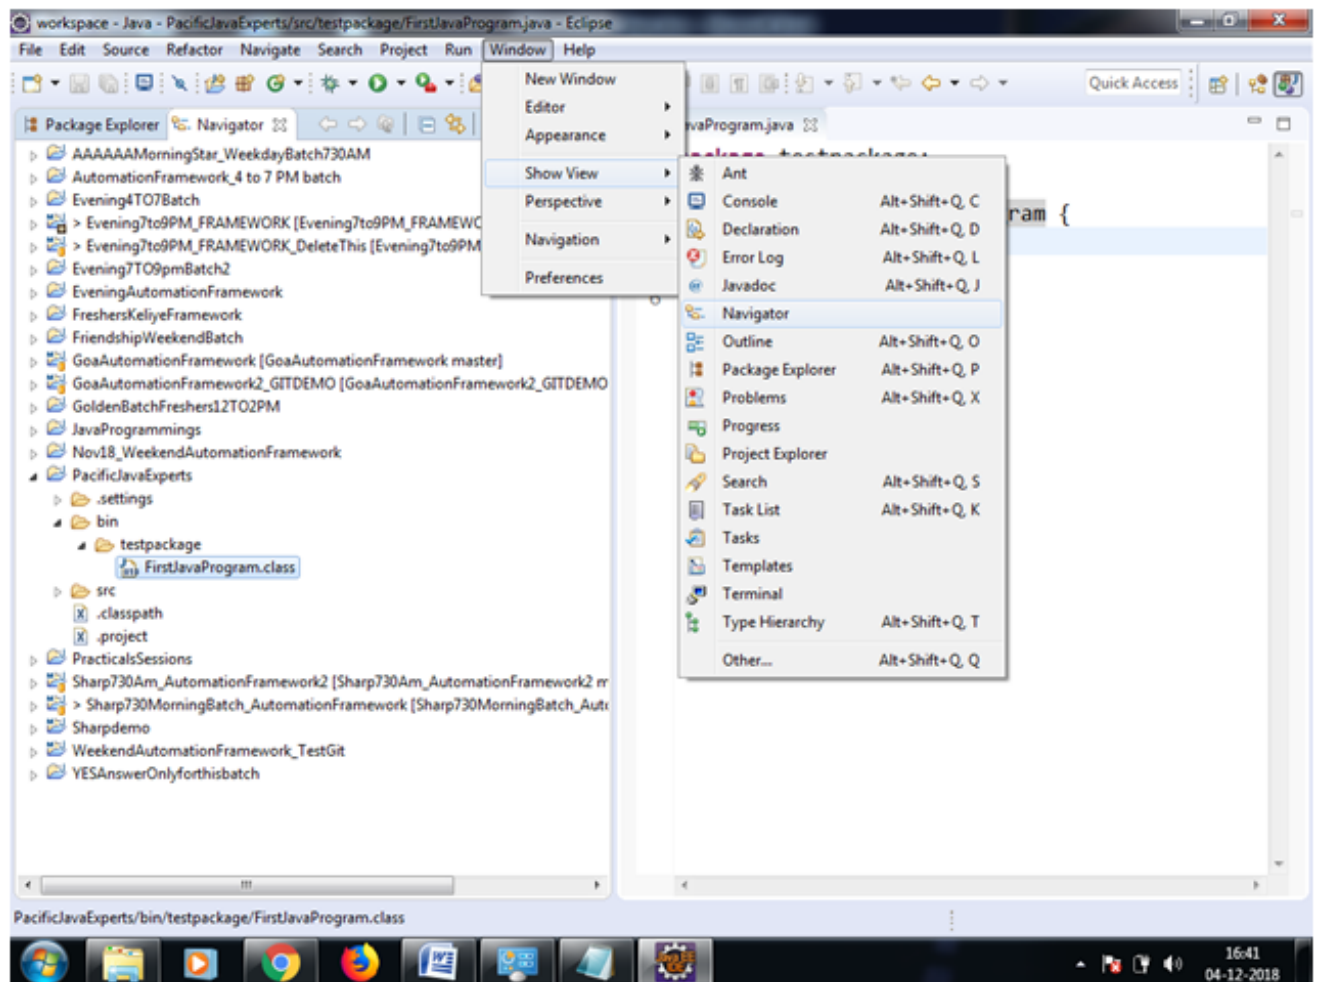 workspace - Java - PacificJavaExperts/src/testpackage/FirstJavaProgram.java - Eclipse
File Edit Source Refactor Navigate Search Project Run Window Help
Quick Access
Package Explorer Navigator
avaProgram.java
New Window
Editor
Appearance
Show View
Perspective
Navigation
Preferences
Ant
Console Alt+Shift+Q, C
Declaration Alt+Shift+Q, D
Error Log Alt+Shift+Q, L
Javadoc Alt+Shift+Q, J
Navigator
Outline Alt+Shift+Q, O
Package Explorer Alt+Shift+Q, P
Problems Alt+Shift+Q, X
Progress
Project Explorer
Search Alt+Shift+Q, S
Task List Alt+Shift+Q, K
Tasks
Templates
Terminal
Type Hierarchy Alt+Shift+Q, T
Other... Alt+Shift+Q, Q
package testpackage;
ram {
AAAAAAMorningStar_WeekdayBatch730AM
AutomationFramework_4 to 7 PM batch
Evening4TO7Batch
> Evening7to9PM_FRAMEWORK [Evening7to9PM_FRAMEWO
> Evening7to9PM_FRAMEWORK_DeleteThis [Evening7to9PM
Evening7TO9pmBatch2
EveningAutomationFramework
FreshersKeliyeFramework
FriendshipWeekendBatch
GoaAutomationFramework [GoaAutomationFramework master]
GoaAutomationFramework2_GITDEMO [GoaAutomationFramework2_GITDEMO
GoldenBatchFreshers12TO2PM
JavaProgrammings
Nov18_WeekendAutomationFramework
PacificJavaExperts
.settings
bin
testpackage
FirstJavaProgram.class
src
.classpath
.project
PracticalsSessions
Sharp730Am_AutomationFramework2 [Sharp730Am_AutomationFramework2 m
> Sharp730MorningBatch_AutomationFramework [Sharp730MorningBatch_Auto
Sharpdemo
WeekendAutomationFramework_TestGit
YESAnswerOnlyforthisbatch
PacificJavaExperts/bin/testpackage/FirstJavaProgram.class
16:41
04-12-2018